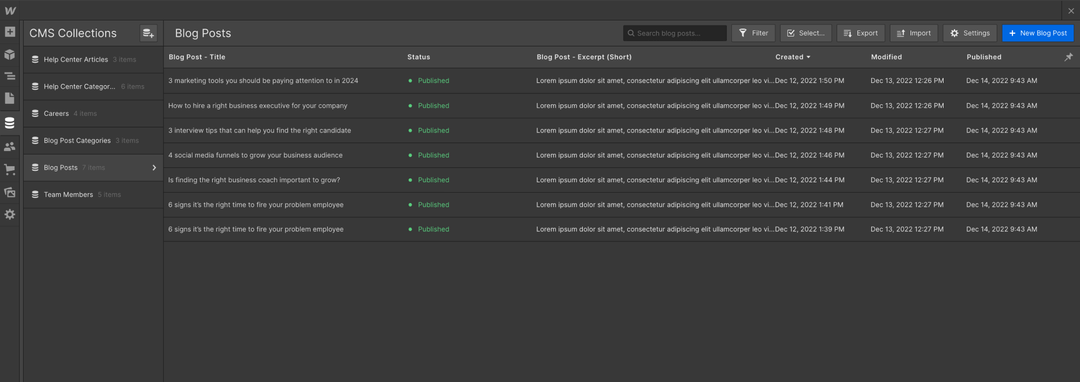 CMS Collections
Blog Posts
Search blog posts...
Filter
Select...
Export
Import
Settings
+ New Blog Post
Help Center Articles 3 items
Help Center Categor... 6 items
Careers 4 items
Blog Post Categories 3 items
Blog Posts 7 items
Team Members 5 items
Blog Post - Title Status Blog Post - Excerpt (Short) Created Modified Published
3 marketing tools you should be paying attention to in 2024 Published Lorem ipsum dolor sit amet, consectetur adipiscing elit ullamcorper leo vi... Dec 12, 2022 1:50 PM Dec 13, 2022 12:26 PM Dec 14, 2022 9:43 AM
How to hire a right business executive for your company Published Lorem ipsum dolor sit amet, consectetur adipiscing elit ullamcorper leo vi... Dec 12, 2022 1:49 PM Dec 13, 2022 12:26 PM Dec 14, 2022 9:43 AM
3 interview tips that can help you find the right candidate Published Lorem ipsum dolor sit amet, consectetur adipiscing elit ullamcorper leo vi... Dec 12, 2022 1:48 PM Dec 13, 2022 12:27 PM Dec 14, 2022 9:43 AM
4 social media funnels to grow your business audience Published Lorem ipsum dolor sit amet, consectetur adipiscing elit ullamcorper leo vi... Dec 12, 2022 1:46 PM Dec 13, 2022 12:27 PM Dec 14, 2022 9:43 AM
Is finding the right business coach important to grow? Published Lorem ipsum dolor sit amet, consectetur adipiscing elit ullamcorper leo vi... Dec 12, 2022 1:44 PM Dec 13, 2022 12:27 PM Dec 14, 2022 9:43 AM
6 signs it's the right time to fire your problem employee Published Lorem ipsum dolor sit amet, consectetur adipiscing elit ullamcorper leo vi... Dec 12, 2022 1:41 PM Dec 13, 2022 12:27 PM Dec 14, 2022 9:43 AM
6 signs it's the right time to fire your problem employee Published Lorem ipsum dolor sit amet, consectetur adipiscing elit ullamcorper leo vi... Dec 12, 2022 1:39 PM Dec 13, 2022 12:27 PM Dec 14, 2022 9:43 AM